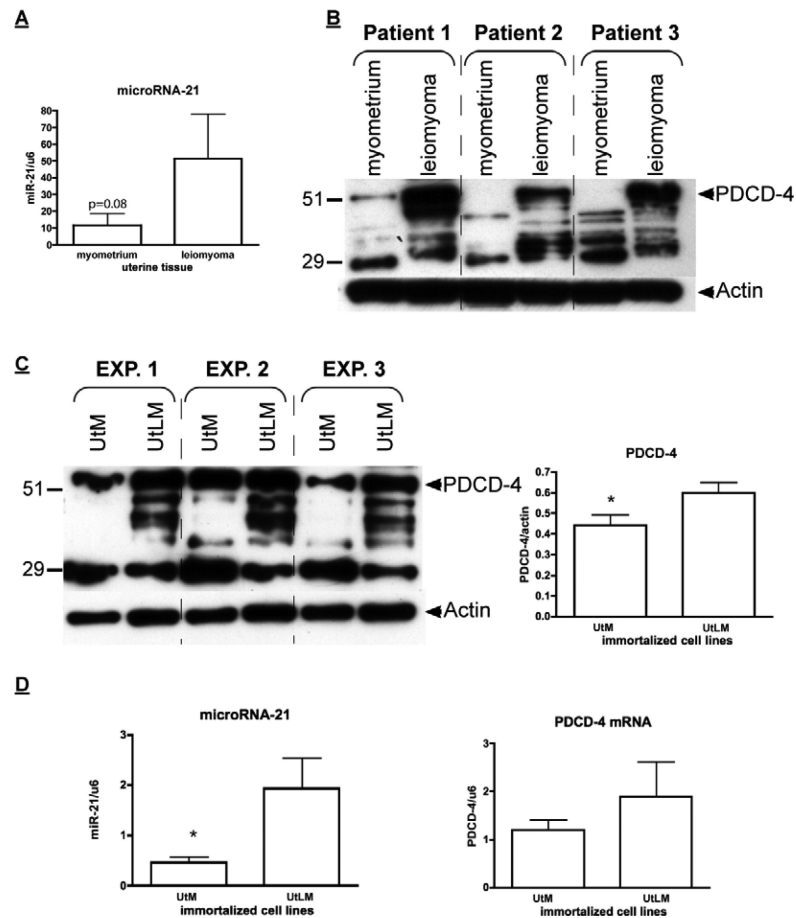 A
microRNA-21
miR-21/u6
80
70
60
50
40
30
20
10
0
p=0.08
myometrium leiomyoma
uterine tissue
B
Patient 1 Patient 2 Patient 3
myometrium leiomyoma myometrium leiomyoma myometrium leiomyoma
51
29
PDCD-4
Actin
C
EXP. 1 EXP. 2 EXP. 3
UtM UtLM UtM UtLM UtM UtLM
51
29
PDCD-4
Actin
PDCD-4
PDCD-4/actin
0.7
0.6
0.5
0.4
0.3
0.2
0.1
0.0
*
UtM UtLM
immortalized cell lines
D
microRNA-21
miR-21/u6
3
2
1
0
*
UtM UtLM
immortalized cell lines
PDCD-4 mRNA
PDCD-4/u6
3
2
1
0
UtM UtLM
immortalized cell lines